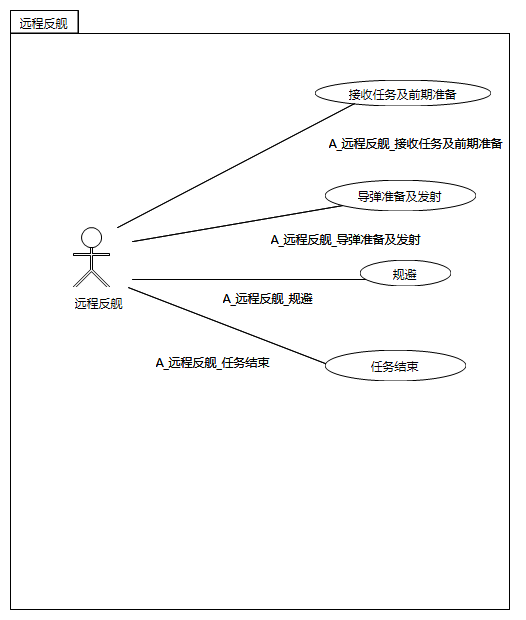 远程反舰
接收任务及前期准备
A_远程反舰_接收任务及前期准备
导弹准备及发射
A_远程反舰_导弹准备及发射
规避
远程反舰
A_远程反舰_规避
A_远程反舰_任务结束
任务结束